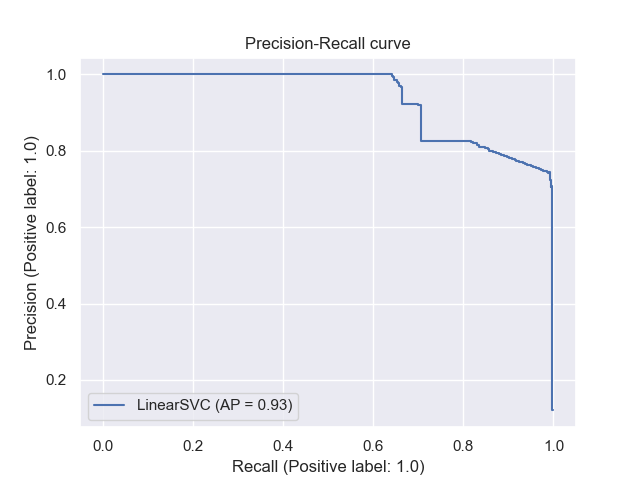 Precision-Recall curve
1.0
0.8
0.6
0.4
0.2
Precision (Positive label: 1.0)
LinearSVC (AP = 0.93)
0.0 0.2 0.4 0.6 0.8 1.0
Recall (Positive label: 1.0)